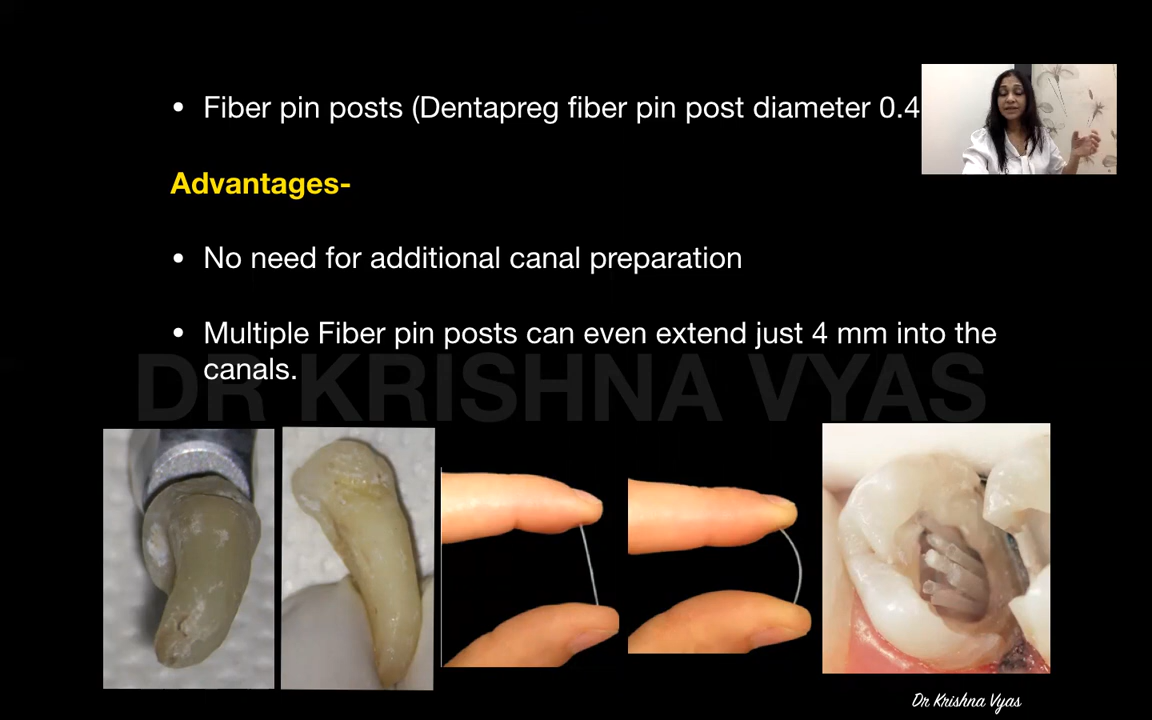 • Fiber pin posts (Dentapreg fiber pin post diameter 0.4
Advantages-
• No need for additional canal preparation
• Multiple Fiber pin posts can even extend just 4 mm into the
canals.
DR KRISHNA VYAS
Dr Krishna Vyas